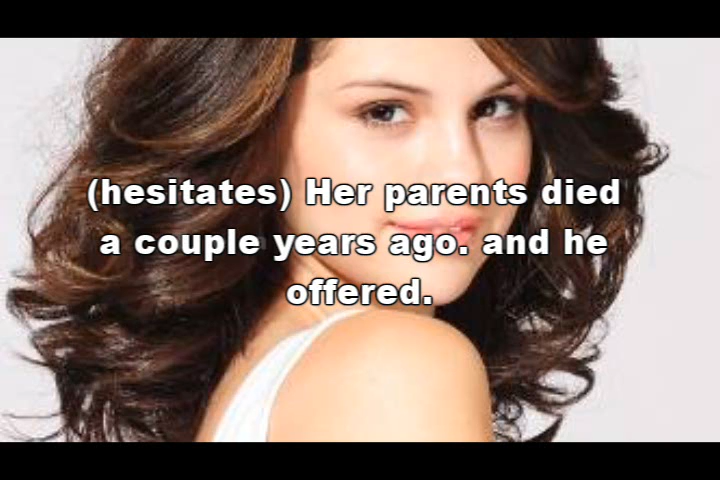 (hesitates) Her parents died
a couple years ago. and he
offered.